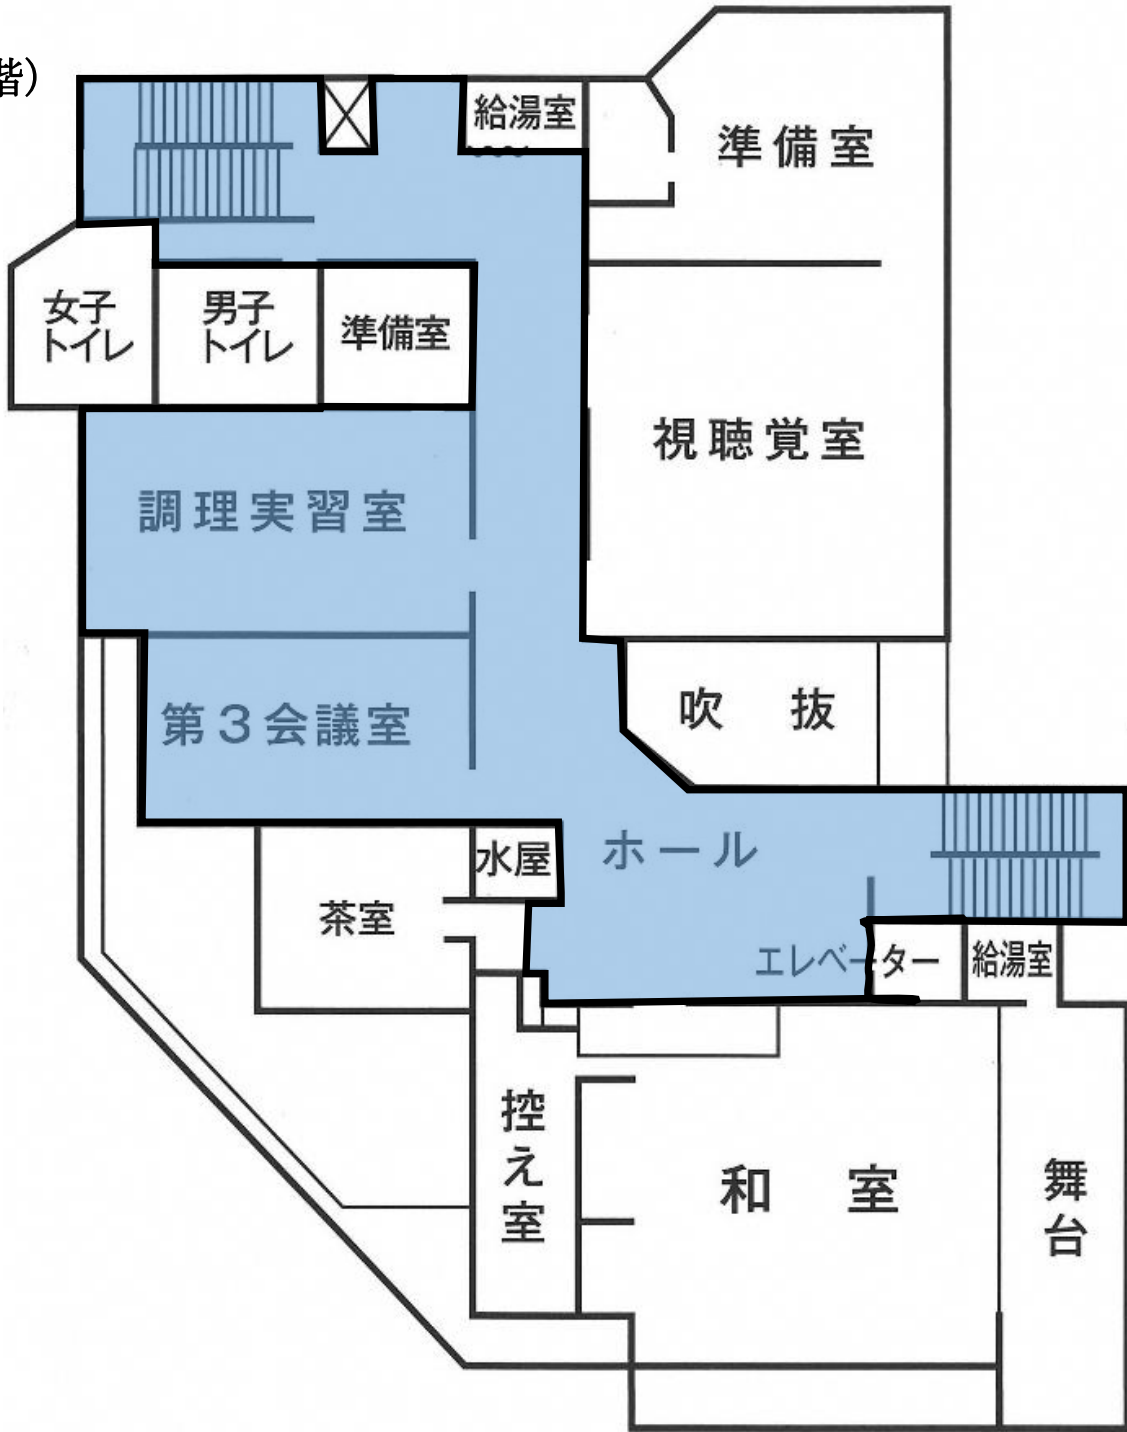 階）
給湯室
準備室
女子
トイレ
男子
トイレ
準備室
視聴覚室
調理実習室
第3会議室
吹 抜
ホール
水屋
茶室
エレベーター
給湯室
控え室
和 室
舞台